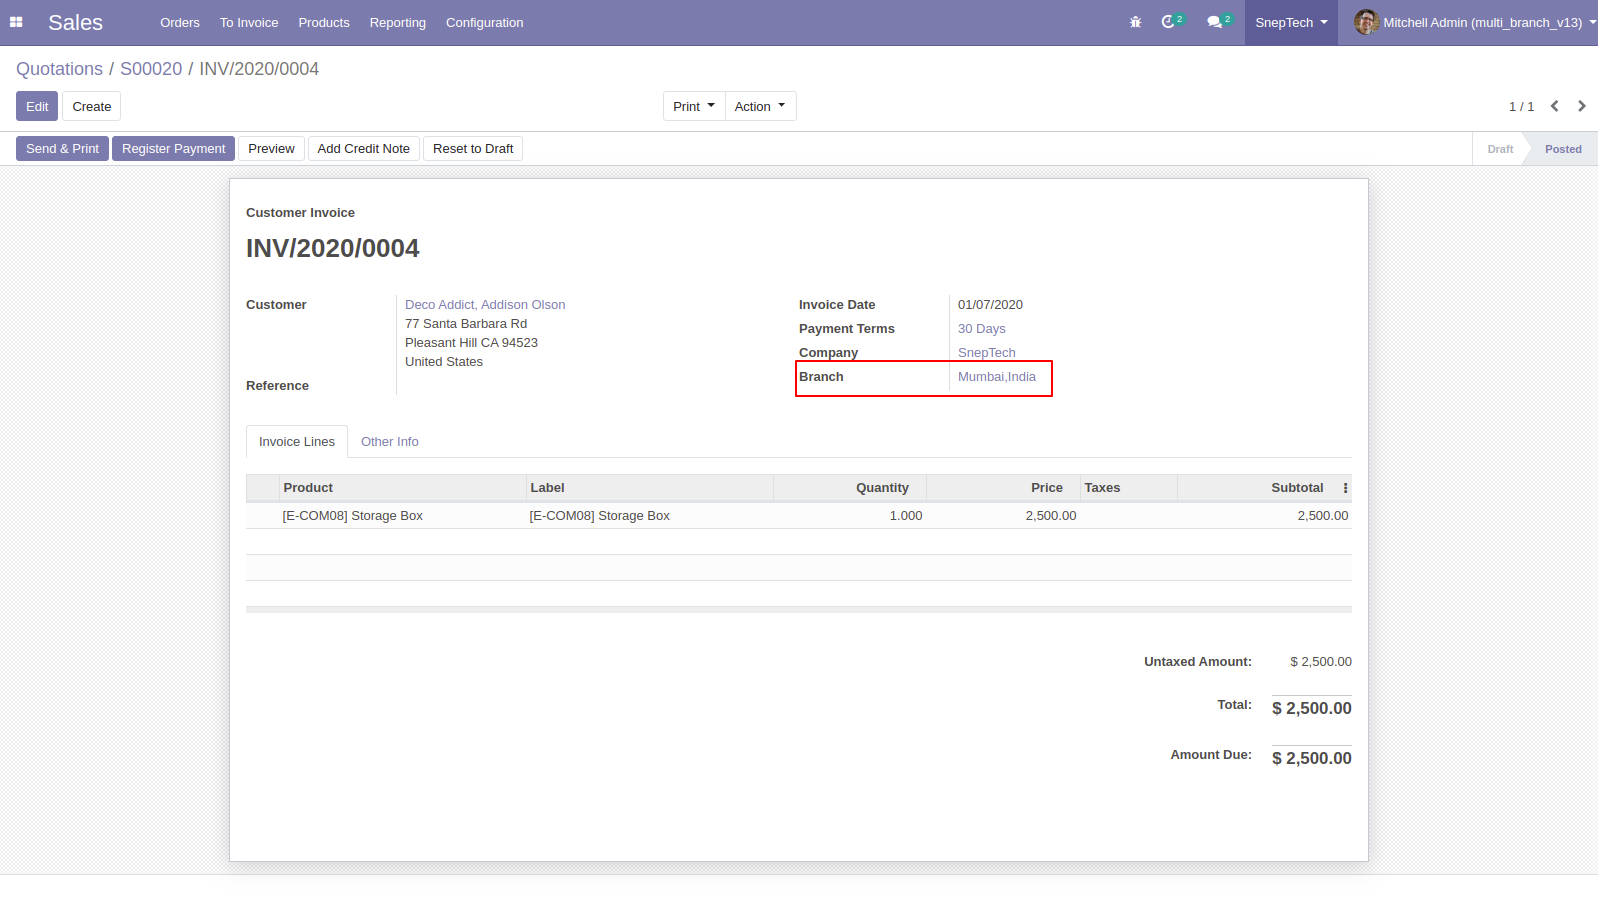 Sales Orders To Invoice Products Reporting Configuration 2 2 SnepTech Mitchell Admin (multi_branch_v13)
Quotations / S00020 / INV/2020/0004
Edit Create Print Action 1 / 1
Send & Print Register Payment Preview Add Credit Note Reset to Draft Draft Posted
Customer Invoice
INV/2020/0004
Customer Deco Addict, Addison Olson
77 Santa Barbara Rd
Pleasant Hill CA 94523
United States
Reference
Invoice Date 01/07/2020
Payment Terms 30 Days
Company SnepTech
Branch Mumbai,India
Invoice Lines Other Info
Product Label Quantity Price Taxes Subtotal
[E-COM08] Storage Box [E-COM08] Storage Box 1.000 2,500.00 2,500.00
Untaxed Amount: $ 2,500.00
Total: $ 2,500.00
Amount Due: $ 2,500.00